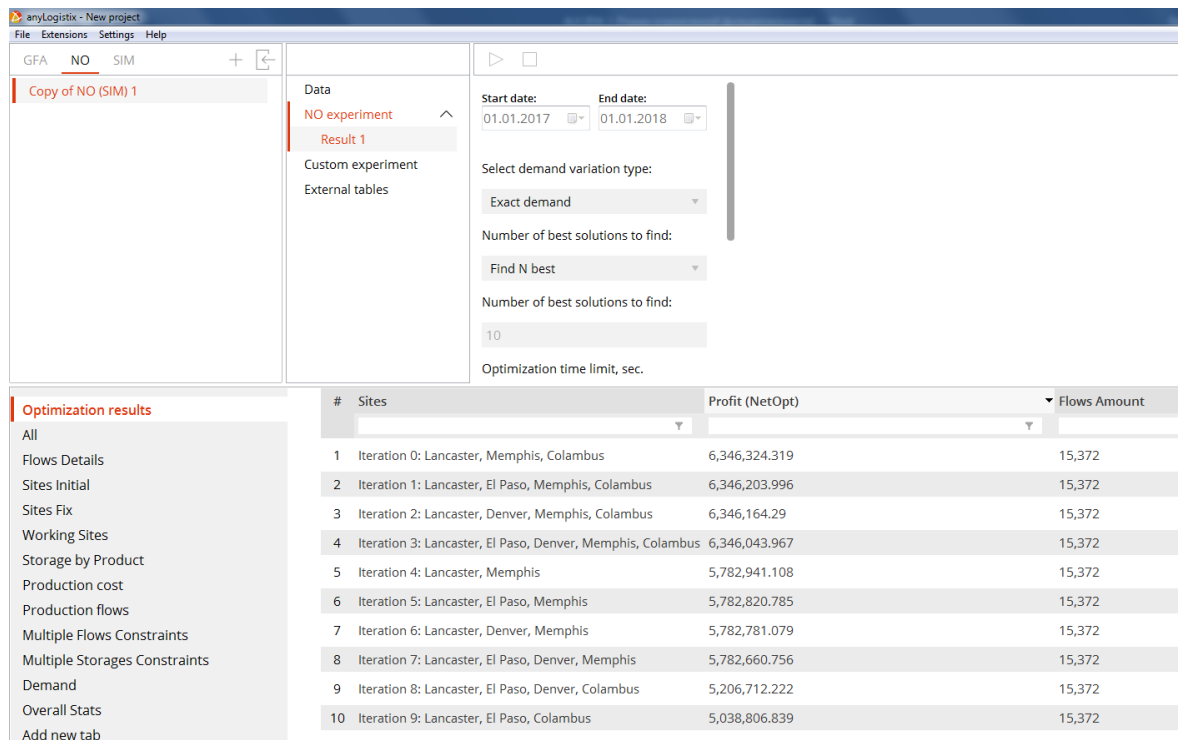 anyLogistix - New project
File Extensions Settings Help
GFA NO SIM
Copy of NO (SIM) 1
Data
NO experiment
Result 1
Custom experiment
External tables
Start date: End date:
01.01.2017 01.01.2018
Select demand variation type:
Exact demand
Number of best solutions to find:
Find N best
Number of best solutions to find:
10
Optimization time limit, sec.
Optimization results
All
Flows Details
Sites Initial
Sites Fix
Working Sites
Storage by Product
Production cost
Production flows
Multiple Flows Constraints
Multiple Storages Constraints
Demand
Overall Stats
Add new tab
# Sites Profit (NetOpt) Flows Amount
1 Iteration 0: Lancaster, Memphis, Colambus 6,346,324.319 15,372
2 Iteration 1: Lancaster, El Paso, Memphis, Colambus 6,346,203.996 15,372
3 Iteration 2: Lancaster, Denver, Memphis, Colambus 6,346,164.29 15,372
4 Iteration 3: Lancaster, El Paso, Denver, Memphis, Colambus 6,346,043.967 15,372
5 Iteration 4: Lancaster, Memphis 5,782,941.108 15,372
6 Iteration 5: Lancaster, El Paso, Memphis 5,782,820.785 15,372
7 Iteration 6: Lancaster, Denver, Memphis 5,782,781.079 15,372
8 Iteration 7: Lancaster, El Paso, Denver, Memphis 5,782,660.756 15,372
9 Iteration 8: Lancaster, El Paso, Denver, Colambus 5,206,712.222 15,372
10 Iteration 9: Lancaster, El Paso, Colambus 5,038,806.839 15,372